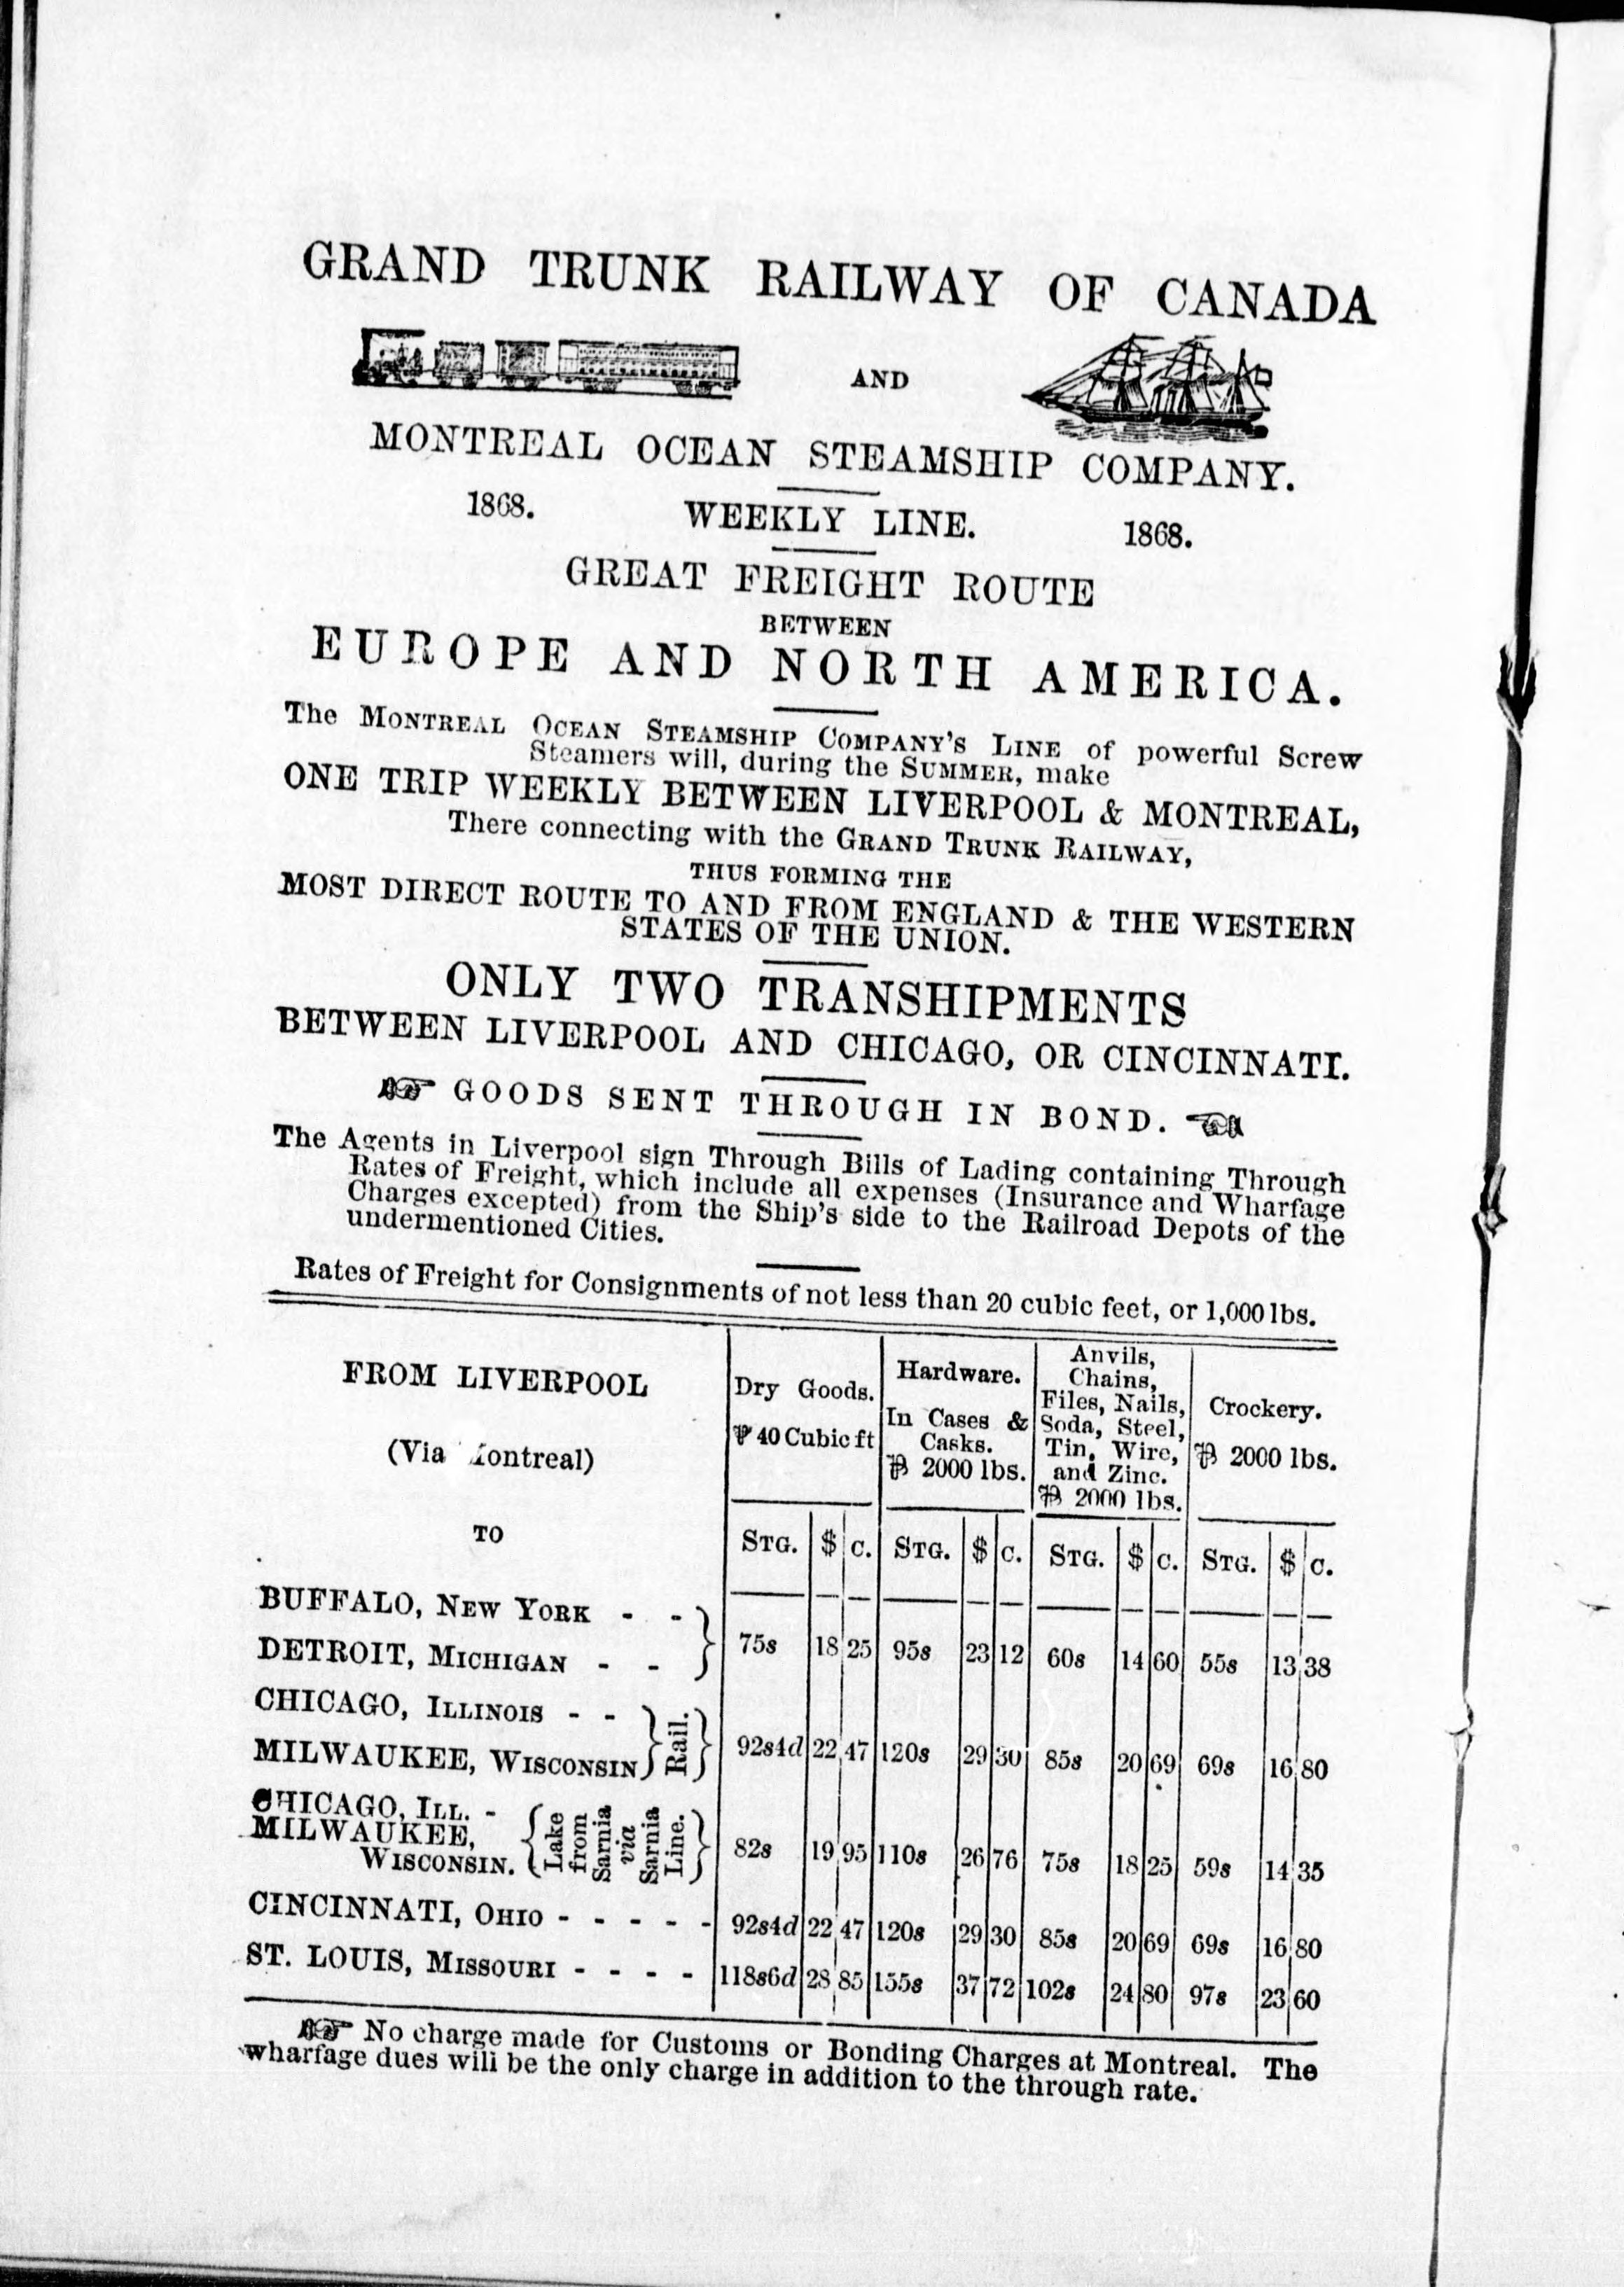 GRAND TRUNK RAILWAY OF CANADA
AND
MONTREAL OCEAN STEAMSHIP COMPANY.
1868. WEEKLY LINE. 1868.
GREAT FREIGHT ROUTE
BETWEEN
EUROPE AND NORTH AMERICA.
The MONTREAL OCEAN STEAMSHIP COMPANY'S LINE of powerful Screw
Steamers will, during the SUMMER, make
ONE TRIP WEEKLY BETWEEN LIVERPOOL & MONTREAL,
There connecting with the GRAND TRUNK RAILWAY,
THUS FORMING THE
MOST DIRECT ROUTE TO AND FROM ENGLAND & THE WESTERN
STATES OF THE UNION.
ONLY TWO TRANSHIPMENTS
BETWEEN LIVERPOOL AND CHICAGO, OR CINCINNATI.
☞ GOODS SENT THROUGH IN BOND. ☜
The Agents in Liverpool sign Through Bills of Lading containing Through
Rates of Freight, which include all expenses (Insurance and Wharfage
Charges excepted) from the Ship's side to the Railroad Depots of the
undermentioned Cities.
Rates of Freight for Consignments of not less than 20 cubic feet, or 1,000 lbs.
FROM LIVERPOOL
(Via Montreal)
TO
Dry Goods.
⅌ 40 Cubic ft
Hardware.
In Cases &
Casks.
⅌ 2000 lbs.
Anvils,
Chains,
Files, Nails,
Soda, Steel,
Tin, Wire,
and Zinc.
⅌ 2000 lbs.
Crockery.
⅌ 2000 lbs.
STG. $ c. STG. $ c. STG. $ c. STG. $ c.
BUFFALO, NEW YORK - -
DETROIT, MICHIGAN - -
75s 18 25 95s 23 12 60s 14 60 55s 13 38
CHICAGO, ILLINOIS - -
MILWAUKEE, WISCONSIN
Rail.
92s4d 22 47 120s 29 30 85s 20 69 69s 16 80
CHICAGO, ILL. -
MILWAUKEE,
WISCONSIN.
Lake
from
Sarnia
via
Sarnia
Line.
82s 19 95 110s 26 76 75s 18 25 59s 14 35
CINCINNATI, OHIO - - - - - 92s4d 22 47 120s 29 30 85s 20 69 69s 16 80
ST. LOUIS, MISSOURI - - - - 118s6d 28 85 155s 37 72 102s 24 80 97s 23 60
☞ No charge made for Customs or Bonding Charges at Montreal. The
wharfage dues will be the only charge in addition to the through rate.